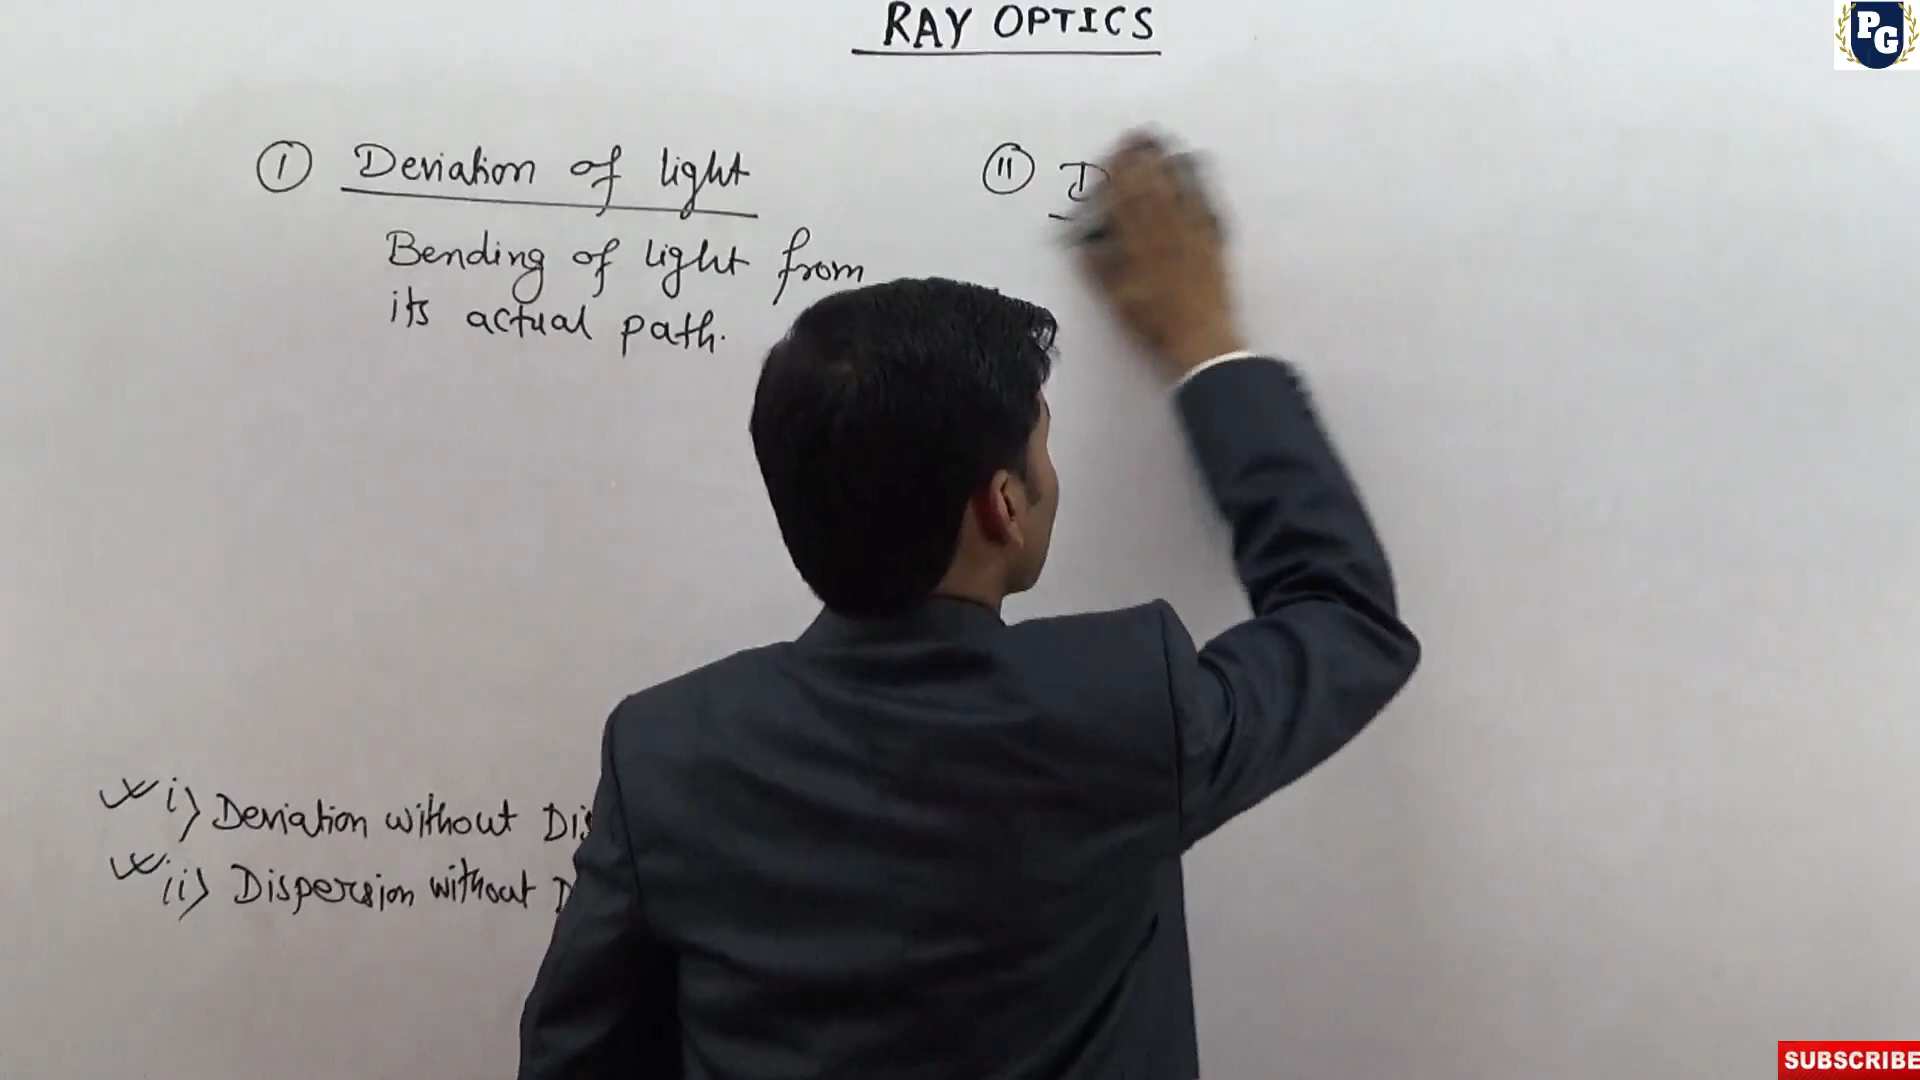 RAY OPTICS
PG
I Deviation of light
Bending of light from
its actual path.
II
i) Deviation without
ii) Dispersion without
SUBSCRIBE